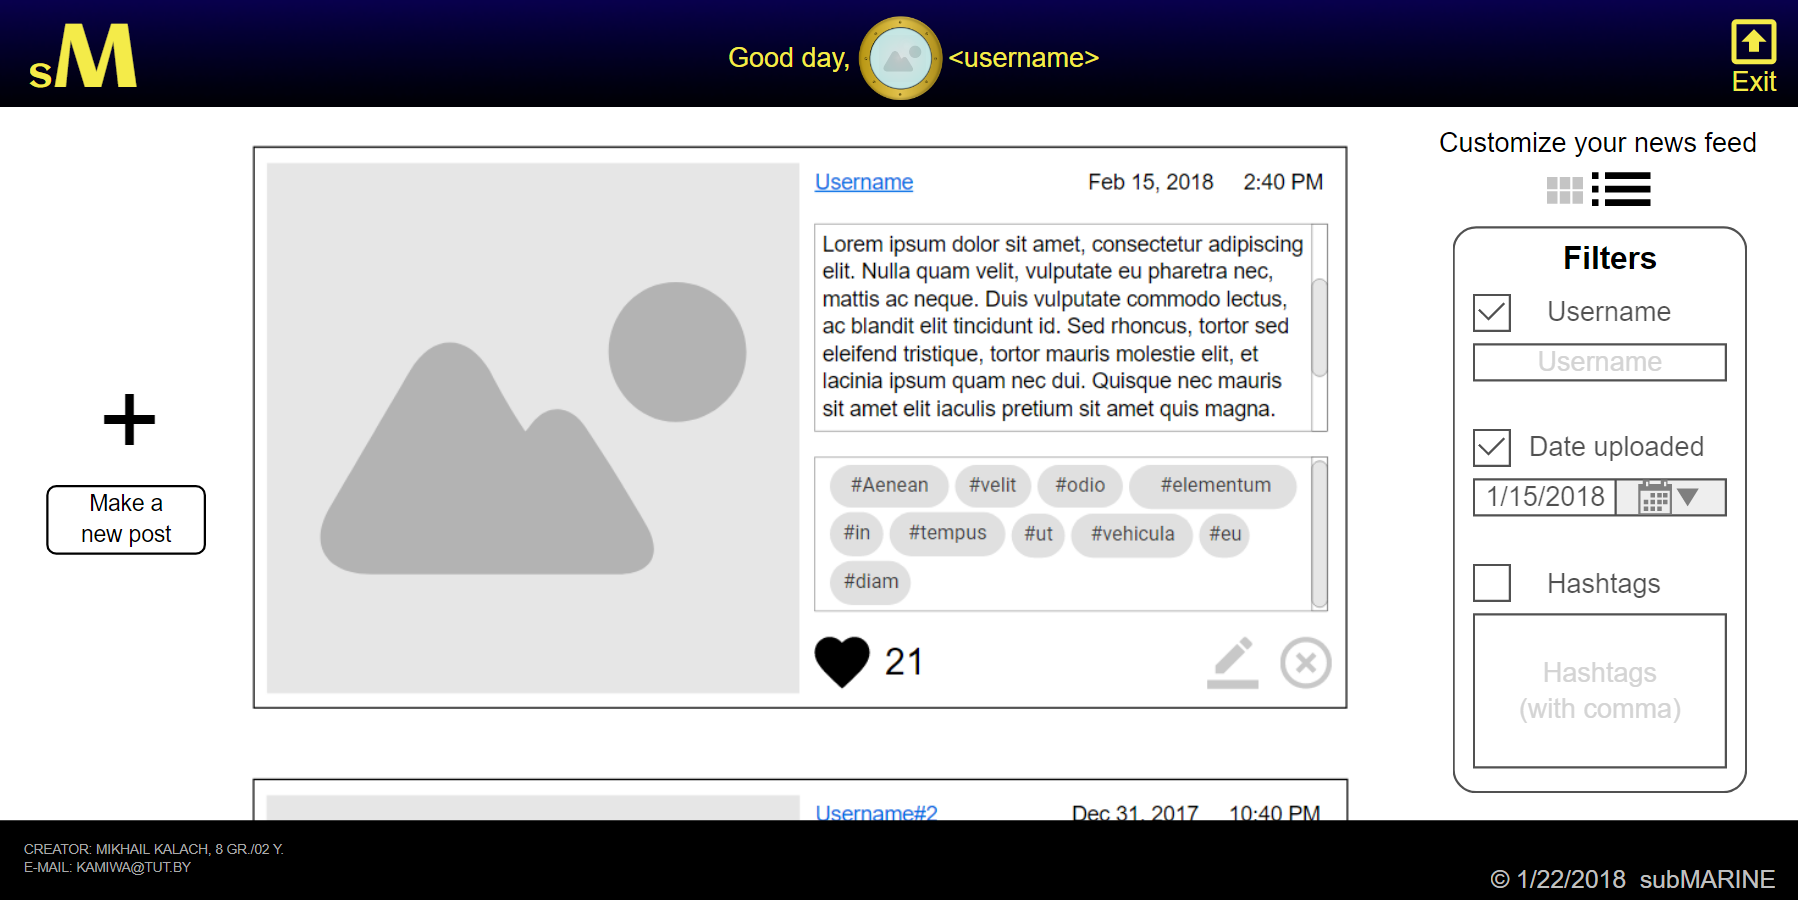 sM
Good day, <username>
Exit
Customize your news feed
Username
Feb 15, 2018 2:40 PM
Lorem ipsum dolor sit amet, consectetur adipiscing
elit. Nulla quam velit, vulputate eu pharetra nec,
mattis ac neque. Duis vulputate commodo lectus,
ac blandit elit tincidunt id. Sed rhoncus, tortor sed
eleifend tristique, tortor mauris molestie elit, et
lacinia ipsum quam nec dui. Quisque nec mauris
sit amet elit iaculis pretium sit amet quis magna.
#Aenean #velit #odio #elementum
#in #tempus #ut #vehicula #eu
#diam
21
Make a
new post
Filters
Username
Username
Date uploaded
1/15/2018
Hashtags
Hashtags
(with comma)
Username#2
Dec 31, 2017 10:40 PM
CREATOR: MIKHAIL KALACH, 8 GR./02 Y.
E-MAIL: KAMIWA@TUT.BY
© 1/22/2018 subMARINE